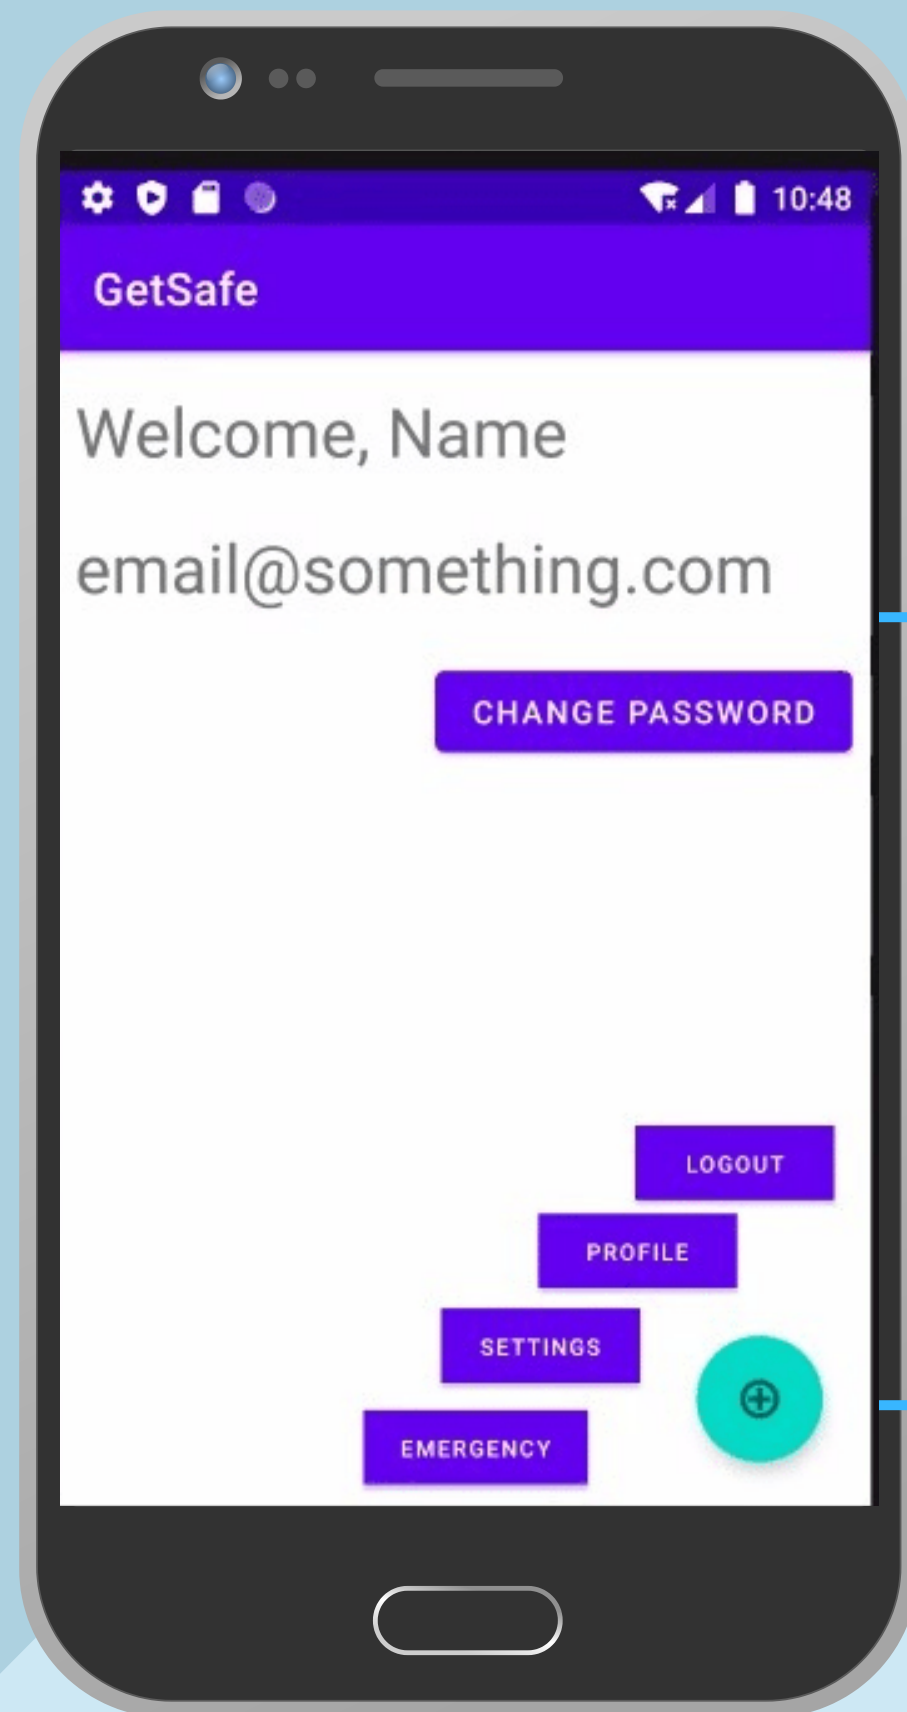 10:48
GetSafe
Welcome, Name
email@something.com
CHANGE PASSWORD
LOGOUT
PROFILE
SETTINGS
EMERGENCY